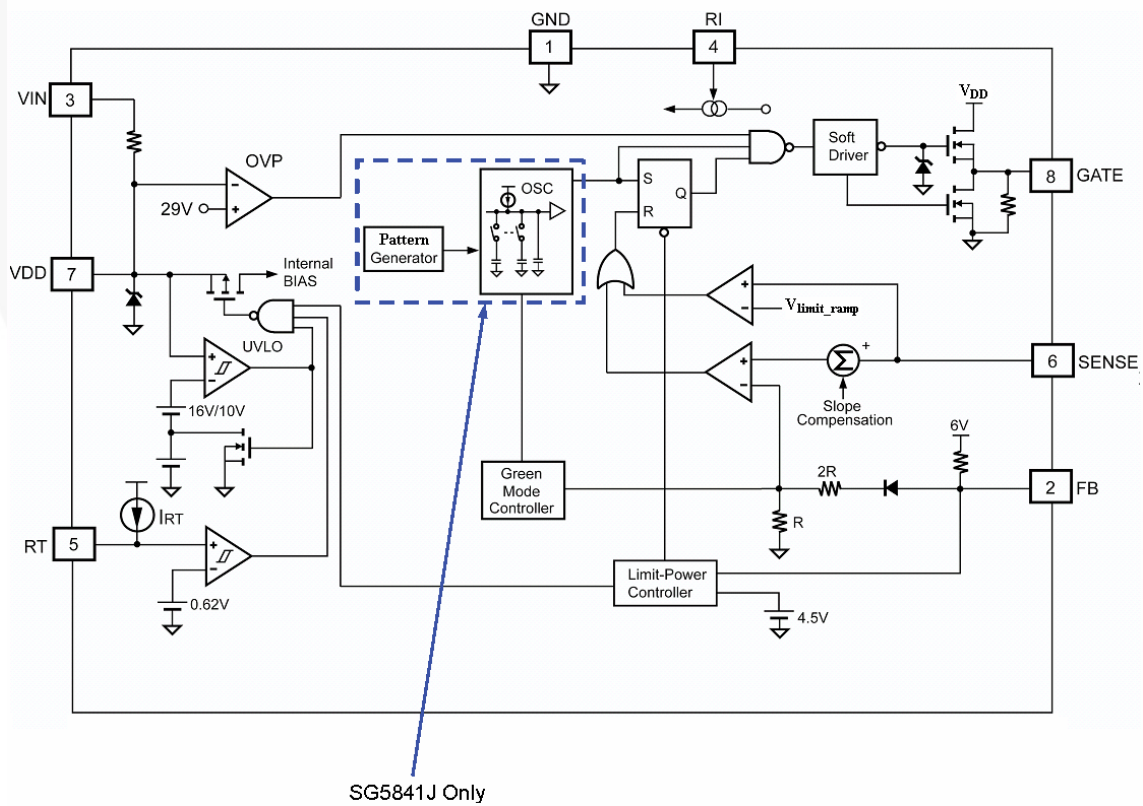 GND
RI
1
4
VIN
3
VDD
OVP
Soft
Driver
29V
S
Q
R
OSC
8
GATE
Pattern
Generator
VDD
7
Internal
BIAS
Vlimit_ramp
UVLO
+
6
SENSE
16V/10V
Slope
Compensation
6V
Green
Mode
Controller
2R
2
FB
R
IRT
RT
5
Limit-Power
Controller
0.62V
4.5V
SG5841J Only